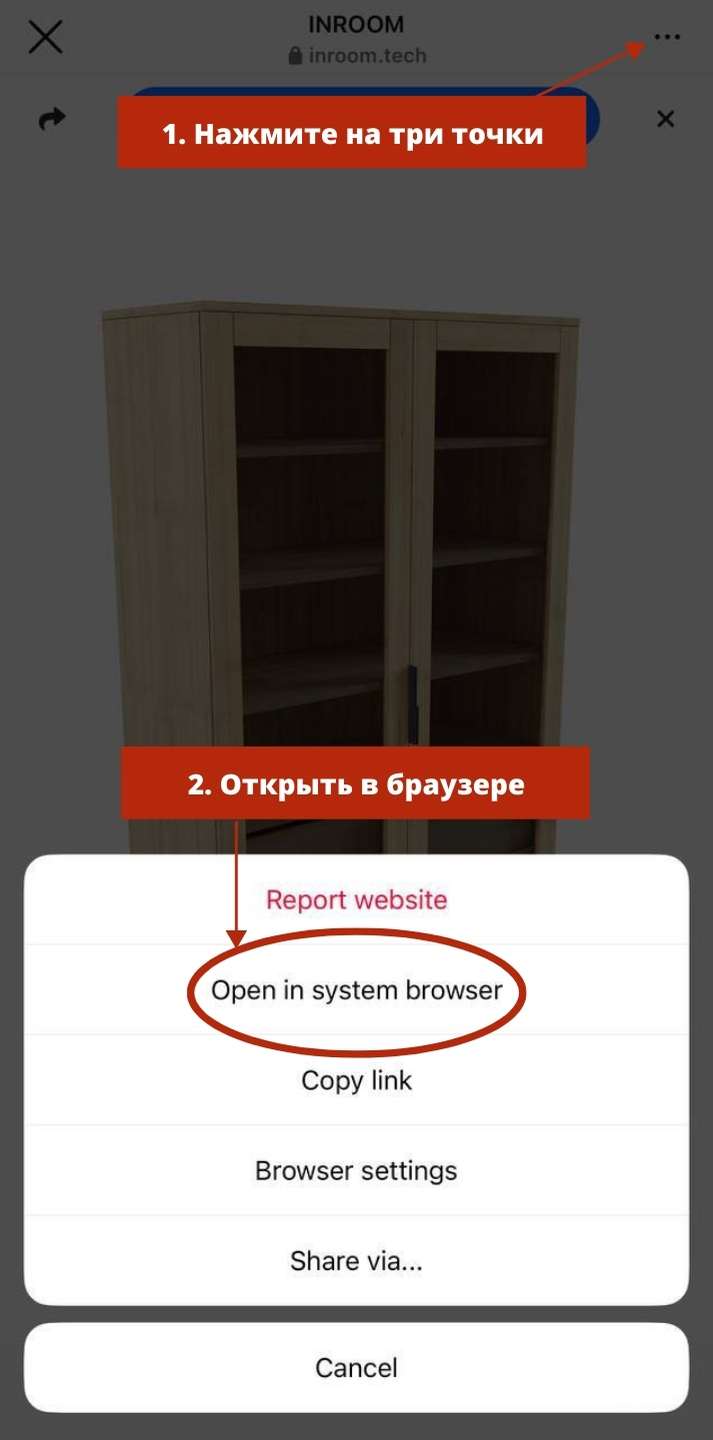 INROOM
inroom.tech
1. Нажмите на три точки
2. Открыть в браузере
Report website
Open in system browser
Copy link
Browser settings
Share via...
Cancel